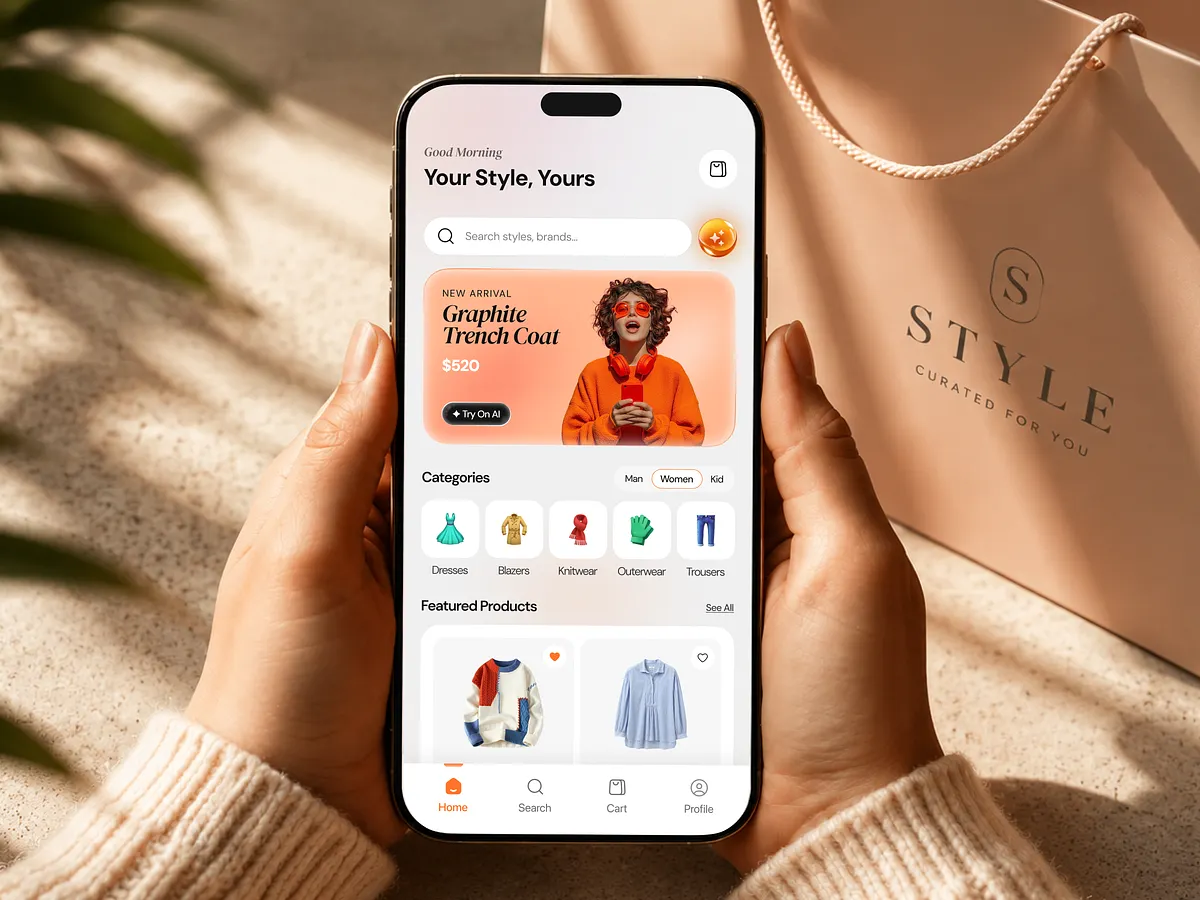 Good Morning
Your Style, Yours
Search styles, brands...
NEW ARRIVAL
Graphite
Trench Coat
$520
Try On AI
Categories
Man Women Kid
Dresses Blazers Knitwear Outerwear Trousers
Featured Products
See All
Home Search Cart Profile
S
STYLE
CURATED FOR YOU